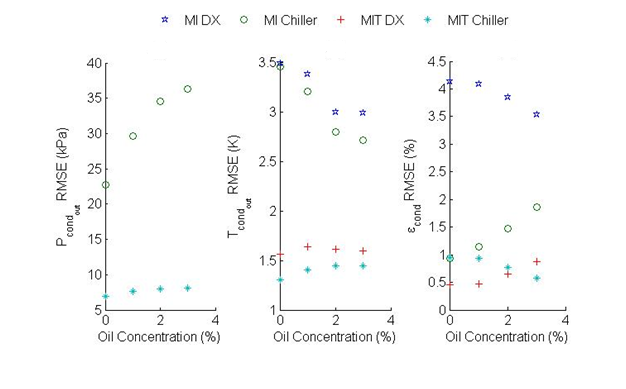 MI DX MI Chiller MIT DX MIT Chiller
P_cond_out RMSE (kPa)
40
35
30
25
20
15
10
5
0 2 4
Oil Concentration (%)
T_cond_out RMSE (K)
3.5
3
2.5
2
1.5
1
0 2 4
Oil Concentration (%)
ε_cond RMSE (%)
4.5
4
3.5
3
2.5
2
1.5
1
0.5
0
0 2 4
Oil Concentration (%)